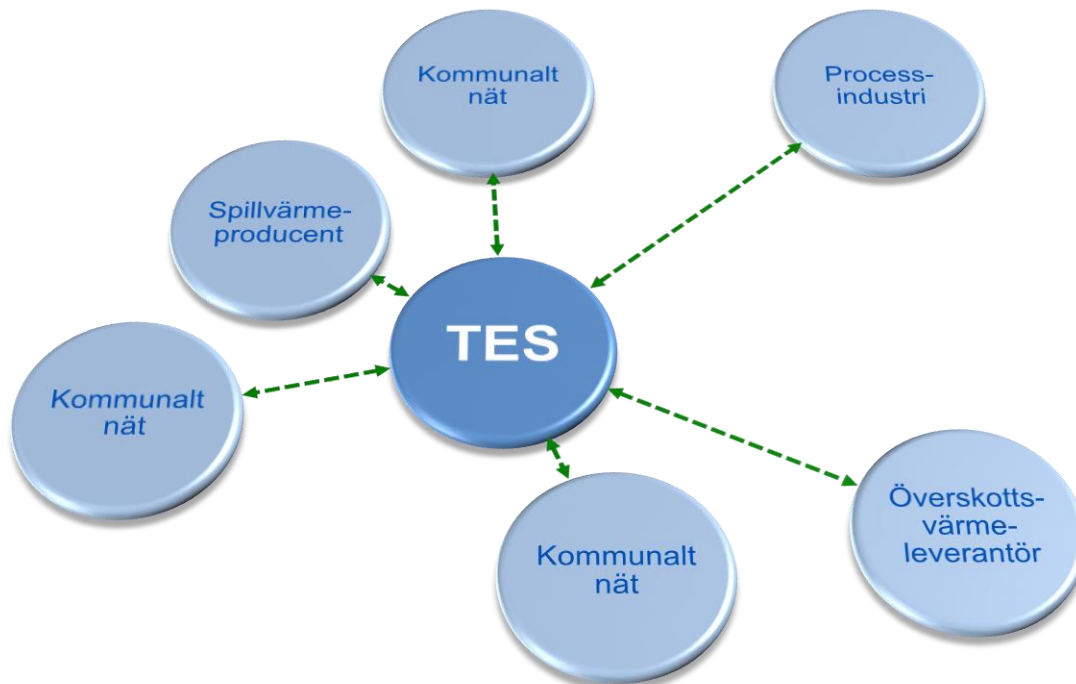 Kommunalt
nät
Process-
industri
Spillvärme-
producent
TES
Kommunalt
nät
Kommunalt
nät
Överskotts-
värme-
leverantör